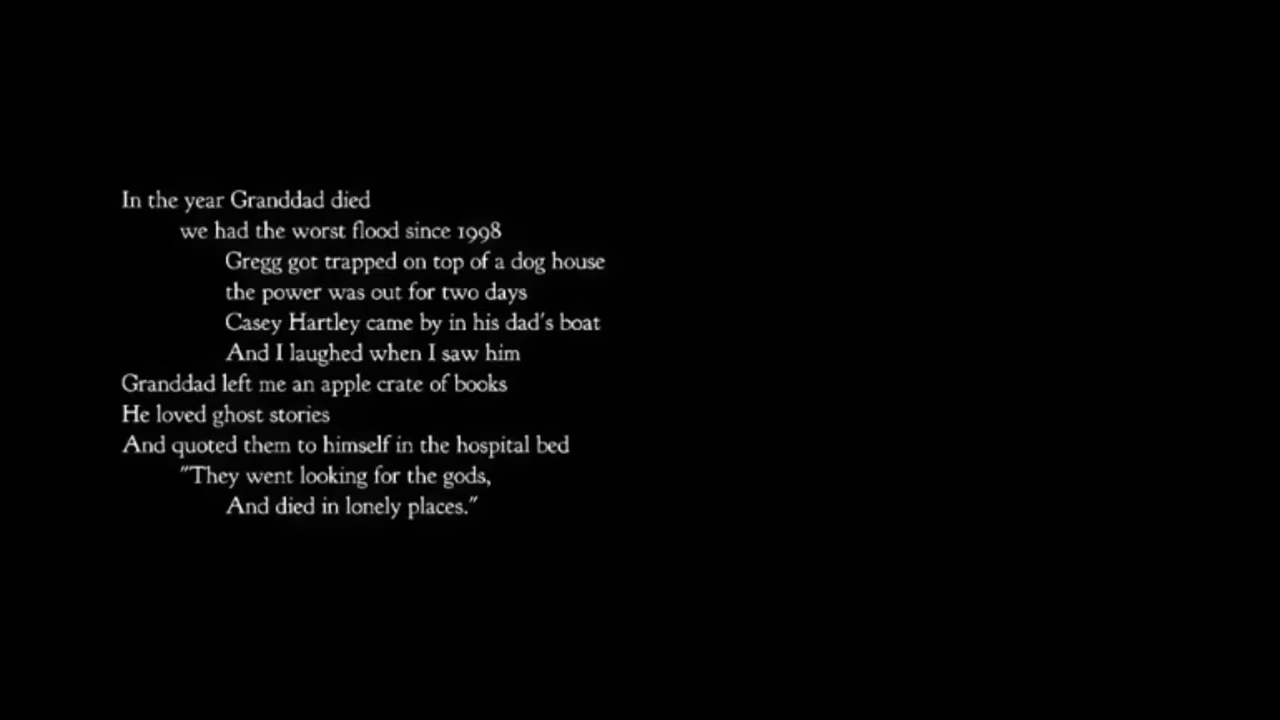 In the year Granddad died
we had the worst flood since 1998
Gregg got trapped on top of a dog house
the power was out for two days
Casey Hartley came by in his dad's boat
And I laughed when I saw him
Granddad left me an apple crate of books
He loved ghost stories
And quoted them to himself in the hospital bed
"They went looking for the gods,
And died in lonely places."